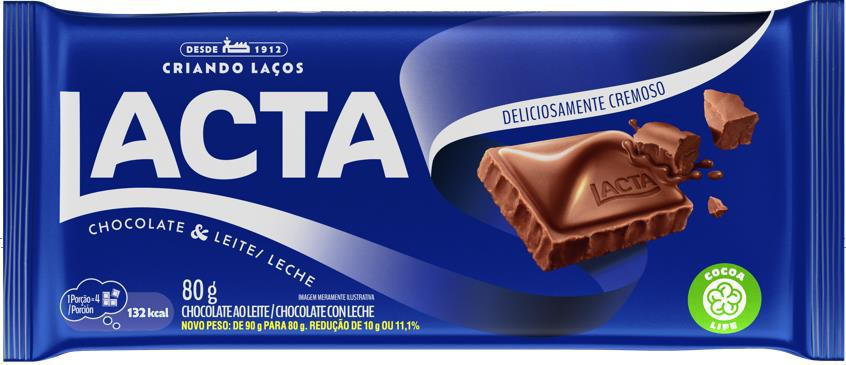 DESDE 1912
CRIANDO LAÇOS
LACTA
CHOCOLATE & LEITE/ LECHE
DELICIOSAMENTE CREMOSO
LACTA
1 Porção = 4
/Porción
132 kcal
80 g
IMAGEM MERAMENTE ILUSTRATIVA
CHOCOLATE AO LEITE / CHOCOLATE CON LECHE
NOVO PESO: DE 90 g PARA 80 g. REDUÇÃO DE 10 g OU 11,1%
COCOA
LIFE